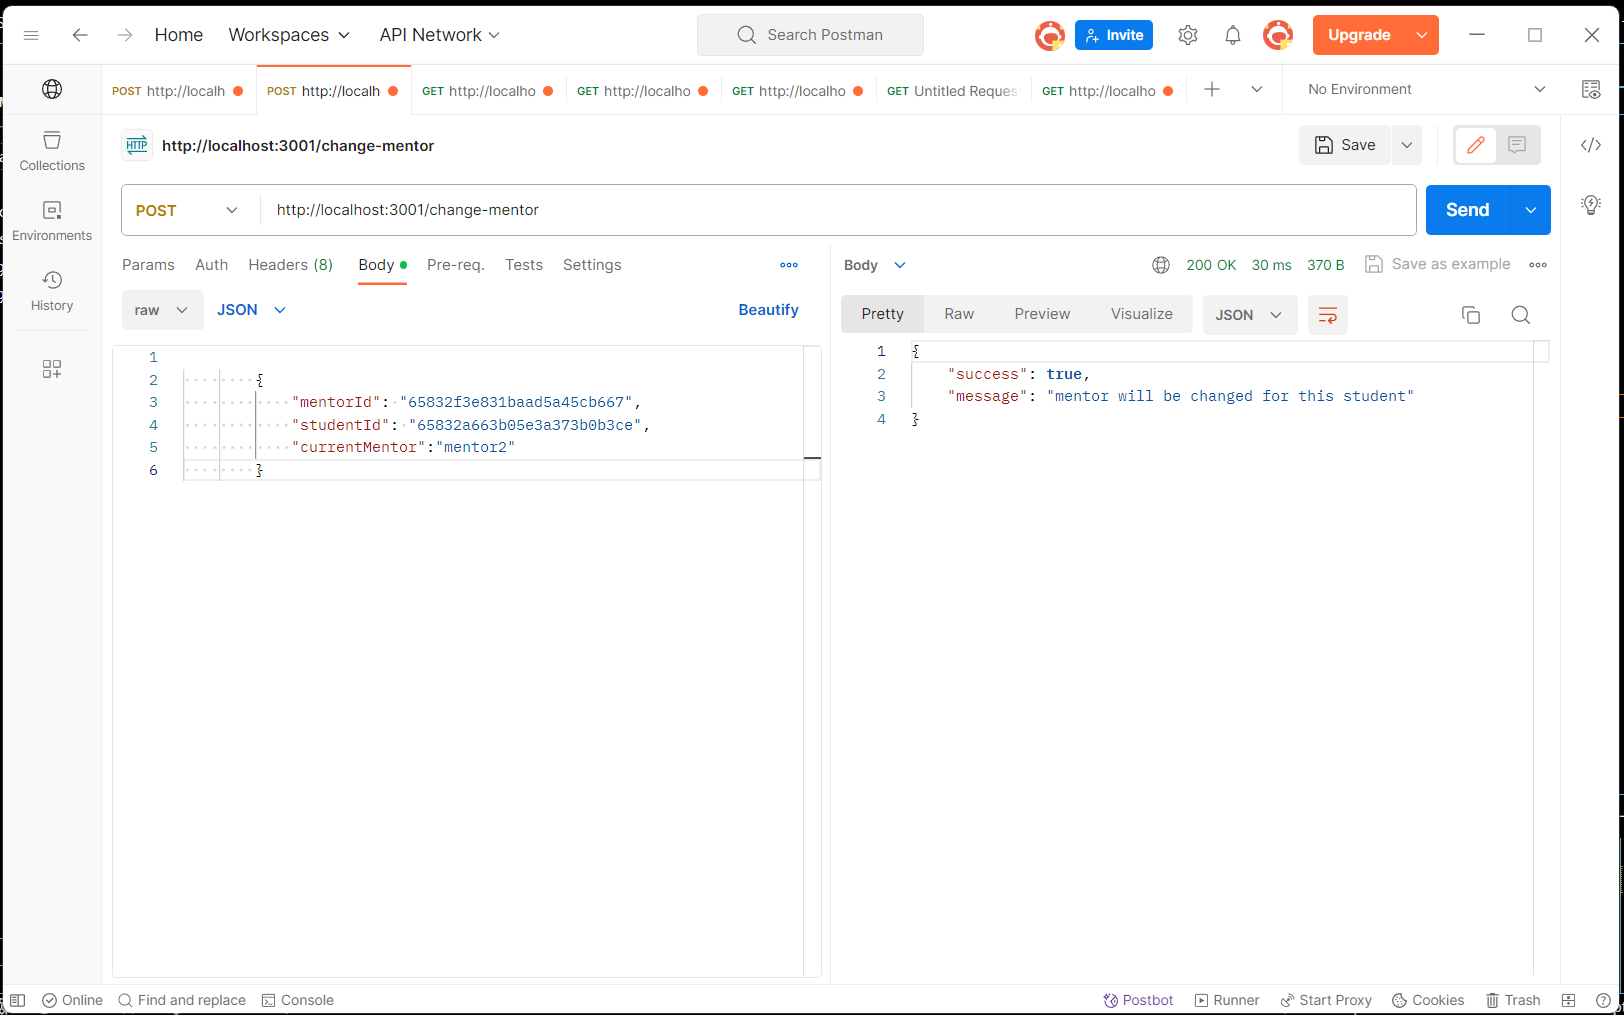 Home Workspaces API Network Search Postman Invite Upgrade
POST http://localh POST http://localh GET http://localho GET http://localho GET http://localho GET Untitled Reques GET http://localho No Environment
HTTP http://localhost:3001/change-mentor Save
POST http://localhost:3001/change-mentor Send
Collections
Environments
History
Params Auth Headers (8) Body Pre-req. Tests Settings
raw JSON Beautify
1
2 {
3 "mentorId": "65832f3e831baad5a45cb667",
4 "studentId": "65832a663b05e3a373b0b3ce",
5 "currentMentor":"mentor2"
6 }
Body 200 OK 30 ms 370 B Save as example
Pretty Raw Preview Visualize JSON
1 {
2 "success": true,
3 "message": "mentor will be changed for this student"
4 }
Online Find and replace Console Postbot Runner Start Proxy Cookies Trash